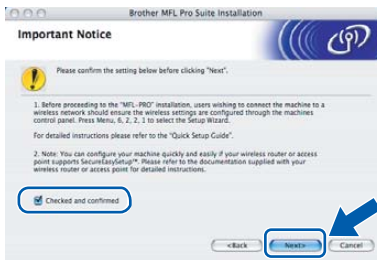 Brother MFL Pro Suite Installation
Important Notice
Please confirm the setting below before clicking "Next".
1. Before proceeding to the "MFL-PRO" installation, users wishing to connect the machine to a
wireless network should ensure the wireless settings are configured through the machines
control panel. Press Menu, 6, 2, 2, 1 to select the Setup Wizard.
For detailed instructions please refer to the "Quick Setup Guide".
2. Note: You can configure your machine quickly and easily if your wireless router or access
point supports SecureEasySetup™. Please refer to the documentation supplied with your
wireless router or access point for detailed instructions.
Checked and confirmed
<Back Next> Cancel